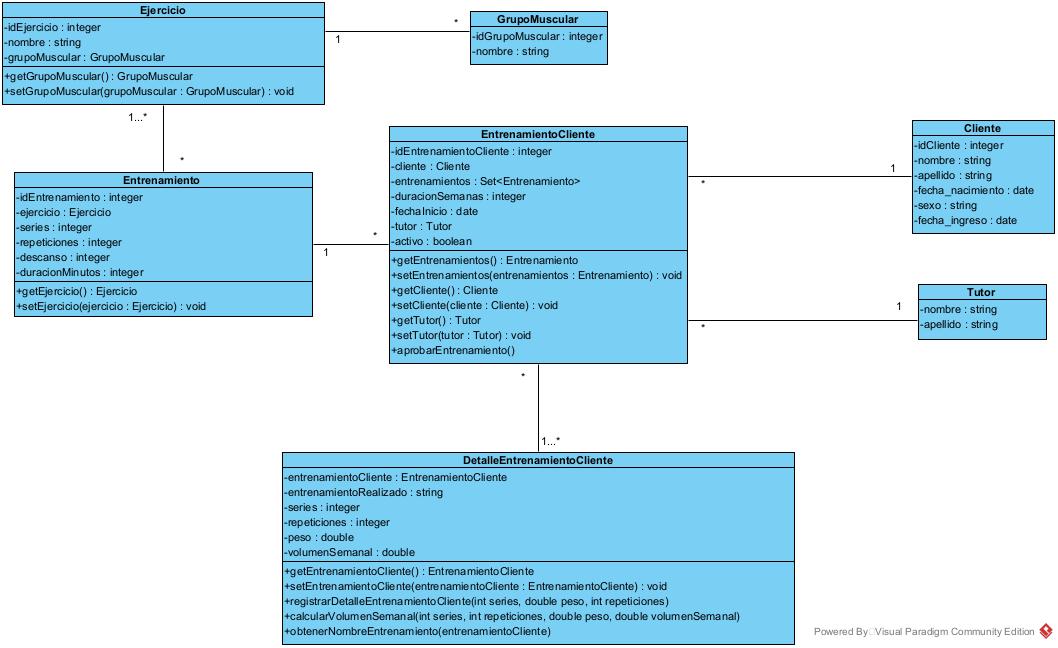 Ejercicio
-idEjercicio : integer
-nombre : string
-grupoMuscular : GrupoMuscular
+getGrupoMuscular() : GrupoMuscular
+setGrupoMuscular(grupoMuscular : GrupoMuscular) : void
1
*
GrupoMuscular
-idGrupoMuscular : integer
-nombre : string
1...*
*
Entrenamiento
-idEntrenamiento : integer
-ejercicio : Ejercicio
-series : integer
-repeticiones : integer
-descanso : integer
-duracionMinutos : integer
+getEjercicio() : Ejercicio
+setEjercicio(ejercicio : Ejercicio) : void
1
*
EntrenamientoCliente
-idEntrenamientoCliente : integer
-cliente : Cliente
-entrenamientos : Set<Entrenamiento>
-duracionSemanas : integer
-fechaInicio : date
-tutor : Tutor
-activo : boolean
+getEntrenamientos() : Entrenamiento
+setEntrenamientos(entrenamientos : Entrenamiento) : void
+getCliente() : Cliente
+setCliente(cliente : Cliente) : void
+getTutor() : Tutor
+setTutor(tutor : Tutor) : void
+aprobarEntrenamiento()
*
1
Cliente
-idCliente : integer
-nombre : string
-apellido : string
-fecha_nacimiento : date
-sexo : string
-fecha_ingreso : date
*
1
Tutor
-nombre : string
-apellido : string
*
1...*
DetalleEntrenamientoCliente
-entrenamientoCliente : EntrenamientoCliente
-entrenamientoRealizado : string
-series : integer
-repeticiones : integer
-peso : double
-volumenSemanal : double
+getEntrenamientoCliente() : EntrenamientoCliente
+setEntrenamientoCliente(entrenamientoCliente : EntrenamientoCliente) : void
+registrarDetalleEntrenamientoCliente(int series, double peso, int repeticiones)
+calcularVolumenSemanal(int series, int repeticiones, double peso, double volumenSemanal)
+obtenerNombreEntrenamiento(entrenamientoCliente)
Powered By Visual Paradigm Community Edition